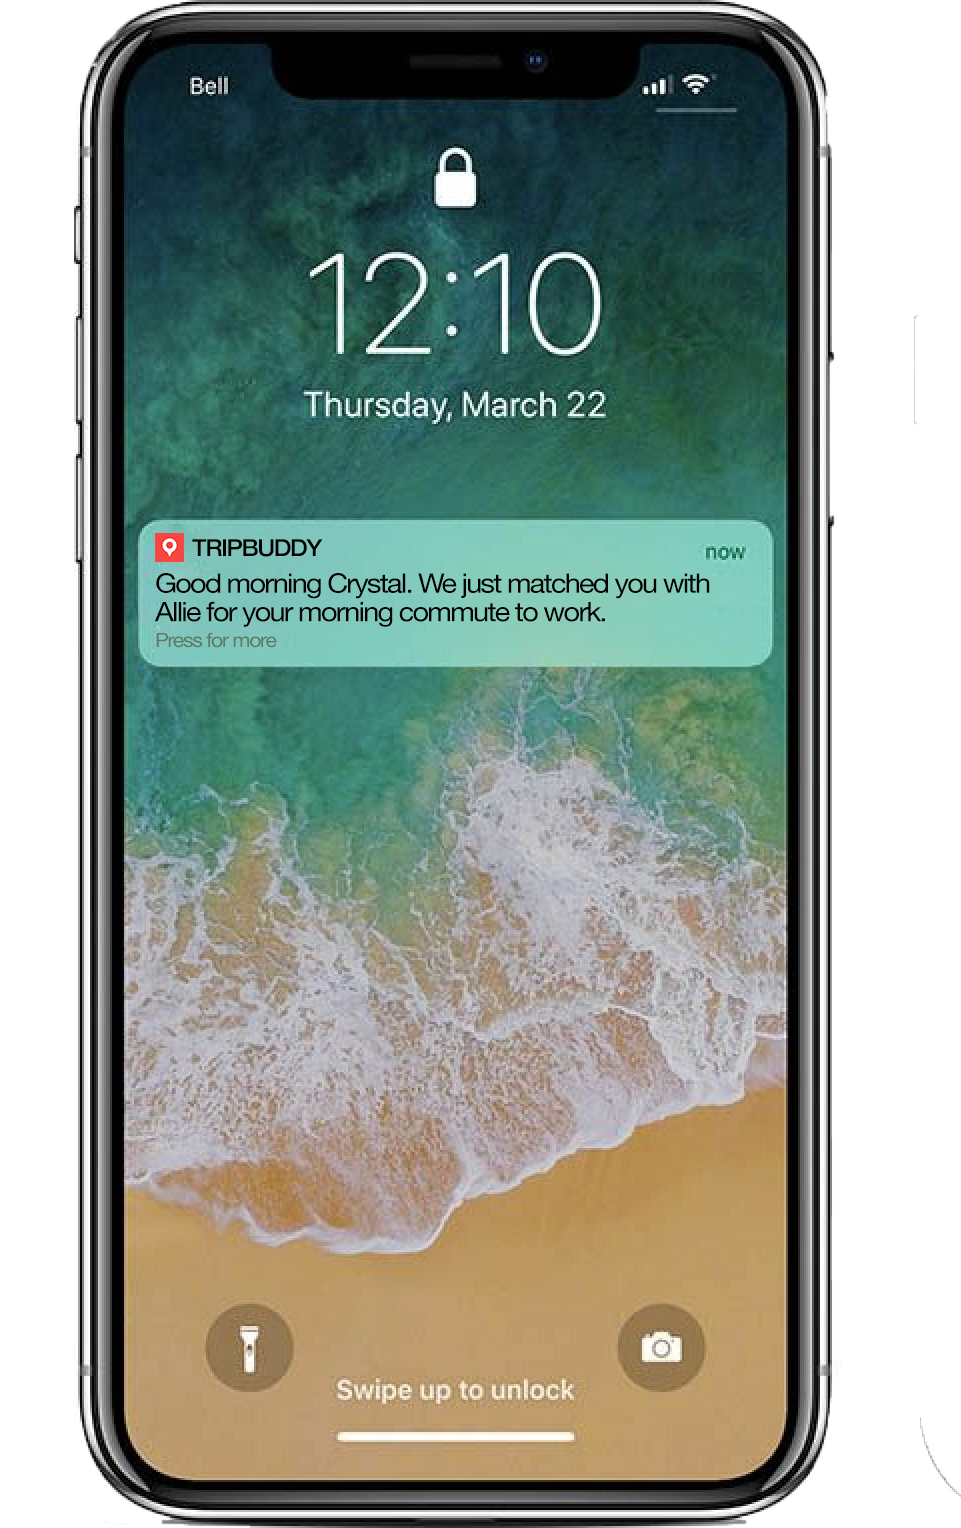 Bell
12:10
Thursday, March 22
TRIPBUDDY
now
Good morning Crystal. We just matched you with
Allie for your morning commute to work.
Press for more
Swipe up to unlock